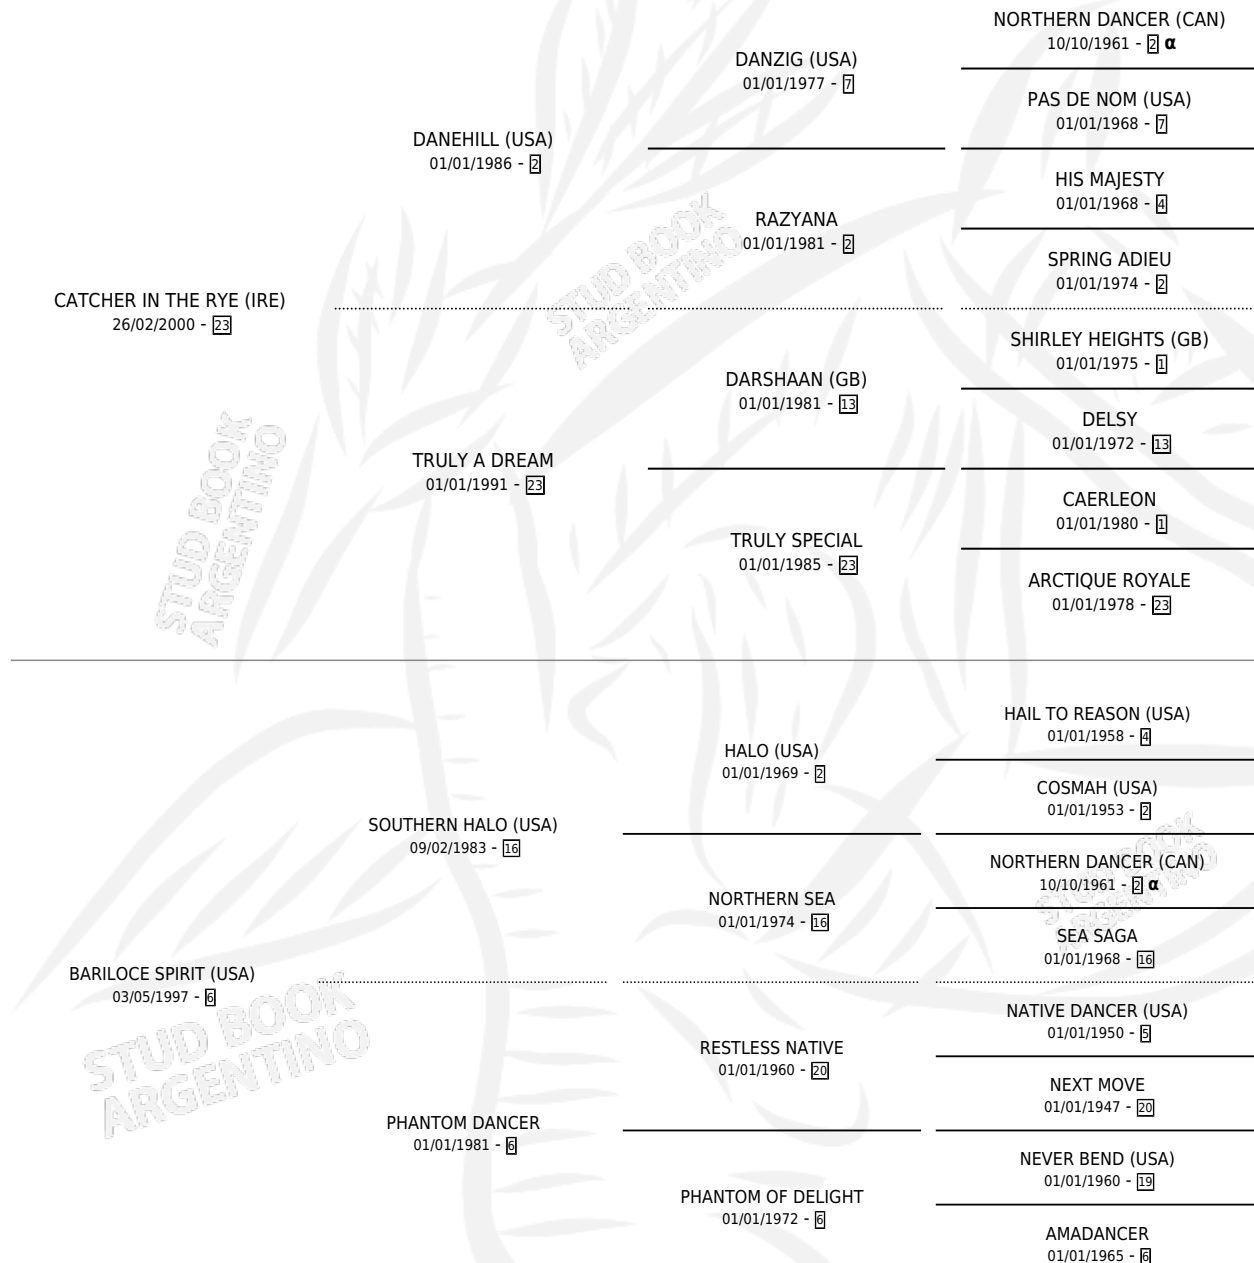 NORTHERN DANCER (CAN)
10/10/1961 - 2 α
DANZIG (USA)
01/01/1977 - 7
PAS DE NOM (USA)
01/01/1968 - 7
DANEHILL (USA)
01/01/1986 - 2
HIS MAJESTY
01/01/1968 - 4
RAZYANA
01/01/1981 - 2
SPRING ADIEU
01/01/1974 - 2
CATCHER IN THE RYE (IRE)
26/02/2000 - 23
SHIRLEY HEIGHTS (GB)
01/01/1975 - 1
DARSHAAN (GB)
01/01/1981 - 13
DELSY
01/01/1972 - 13
TRULY A DREAM
01/01/1991 - 23
CAERLEON
01/01/1980 - 1
TRULY SPECIAL
01/01/1985 - 23
ARCTIQUE ROYALE
01/01/1978 - 23
STUD BOOK
ARGENTINO
STUD BOOK
ARGENTINO
HAIL TO REASON (USA)
01/01/1958 - 4
HALO (USA)
01/01/1969 - 2
COSMAH (USA)
01/01/1953 - 2
SOUTHERN HALO (USA)
09/02/1983 - 16
NORTHERN DANCER (CAN)
10/10/1961 - 2 α
NORTHERN SEA
01/01/1974 - 16
SEA SAGA
01/01/1968 - 16
BARILOCE SPIRIT (USA)
03/05/1997 - 6
NATIVE DANCER (USA)
01/01/1950 - 5
RESTLESS NATIVE
01/01/1960 - 20
NEXT MOVE
01/01/1947 - 20
PHANTOM DANCER
01/01/1981 - 6
NEVER BEND (USA)
01/01/1960 - 19
PHANTOM OF DELIGHT
01/01/1972 - 6
AMADANCER
01/01/1965 - 6
STUD BOOK
ARGENTINO
STUD BOOK
ARGENTINO